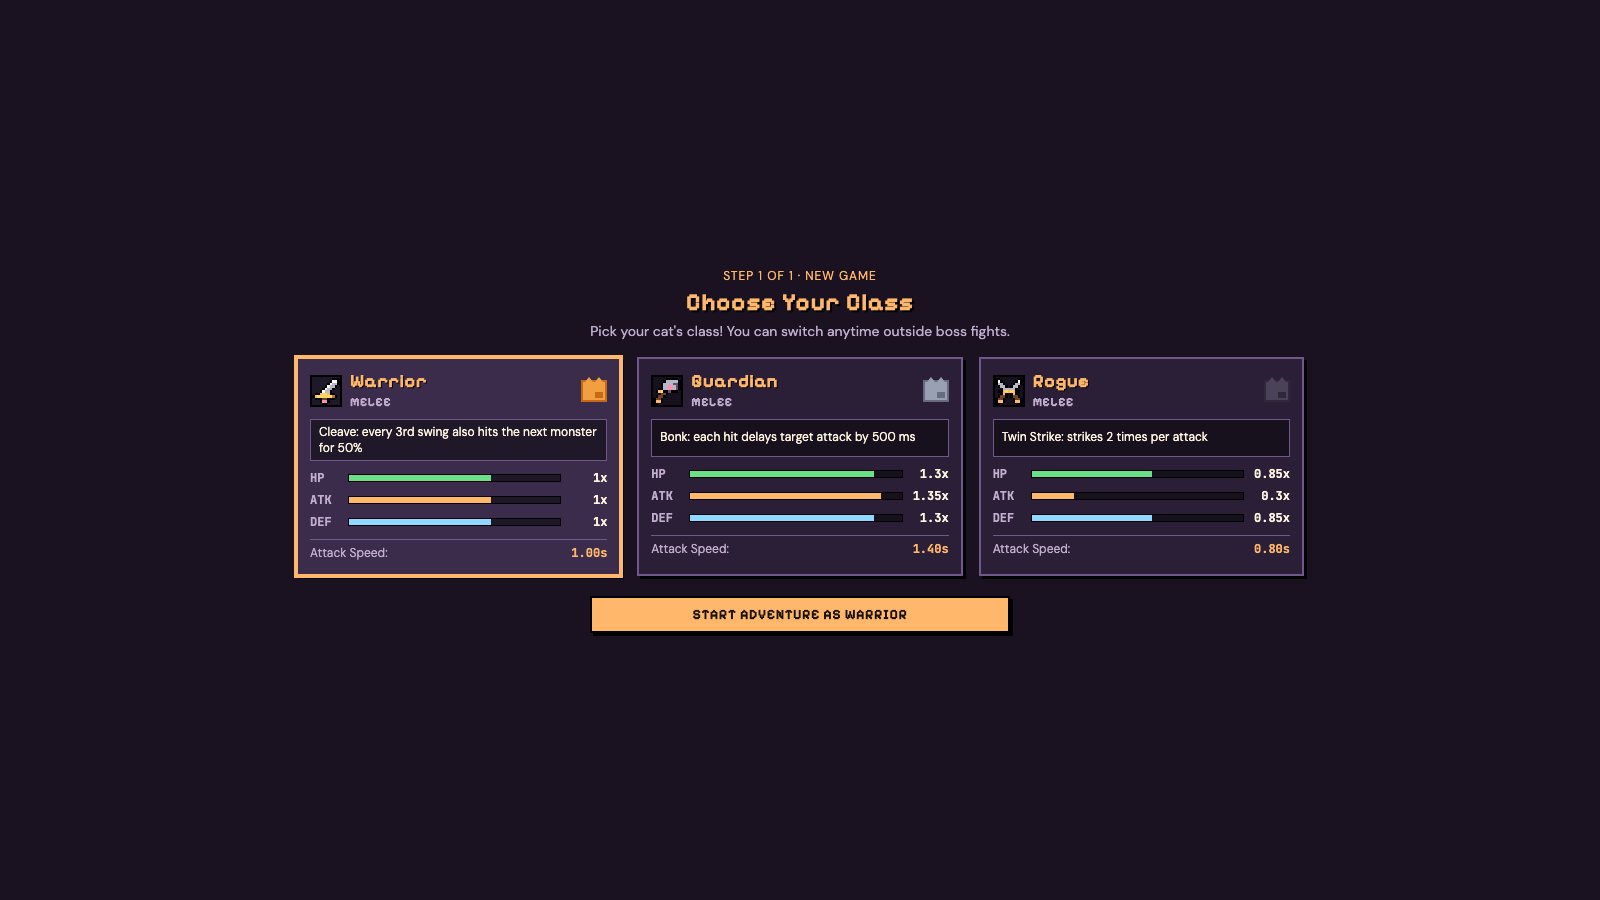 STEP 1 OF 1 · NEW GAME
Choose Your Class
Pick your cat's class! You can switch anytime outside boss fights.
Warrior
MELEE
Cleave: every 3rd swing also hits the next monster
for 50%
HP 1x
ATK 1x
DEF 1x
Attack Speed: 1.00s
Guardian
MELEE
Bonk: each hit delays target attack by 500 ms
HP 1.3x
ATK 1.35x
DEF 1.3x
Attack Speed: 1.40s
Rogue
MELEE
Twin Strike: strikes 2 times per attack
HP 0.85x
ATK 0.3x
DEF 0.85x
Attack Speed: 0.80s
START ADVENTURE AS WARRIOR